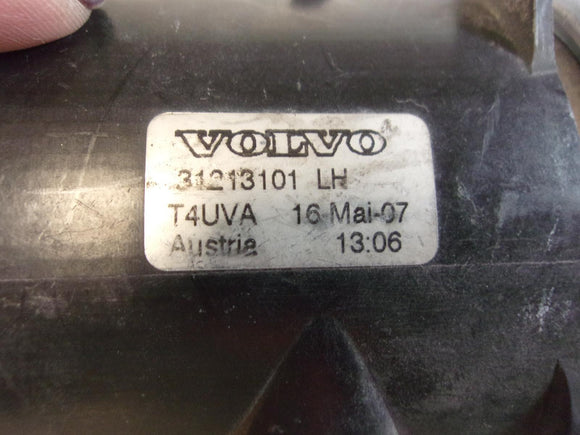 VOLVO
31213101 LH
T4UVA 16 Mai-07
Austria 13:06